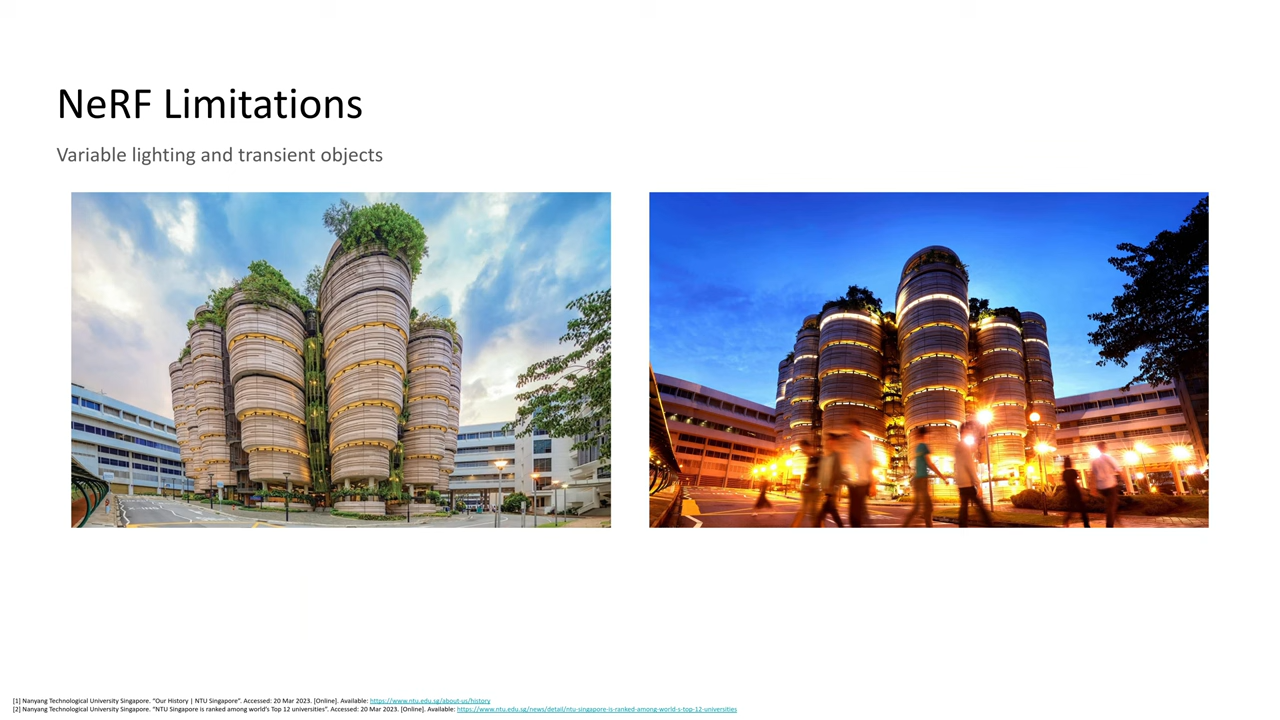 NeRF Limitations
Variable lighting and transient objects
[1] Nanyang Technological University Singapore. "Our History | NTU Singapore". Accessed: 20 Mar 2023. [Online]. Available: https://www.ntu.edu.sg/about-us/history
[2] Nanyang Technological University Singapore. "NTU Singapore is ranked among world's Top 12 universities". Accessed: 20 Mar 2023. [Online]. Available: https://www.ntu.edu.sg/news/detail/ntu-singapore-is-ranked-among-world-s-top-12-universities